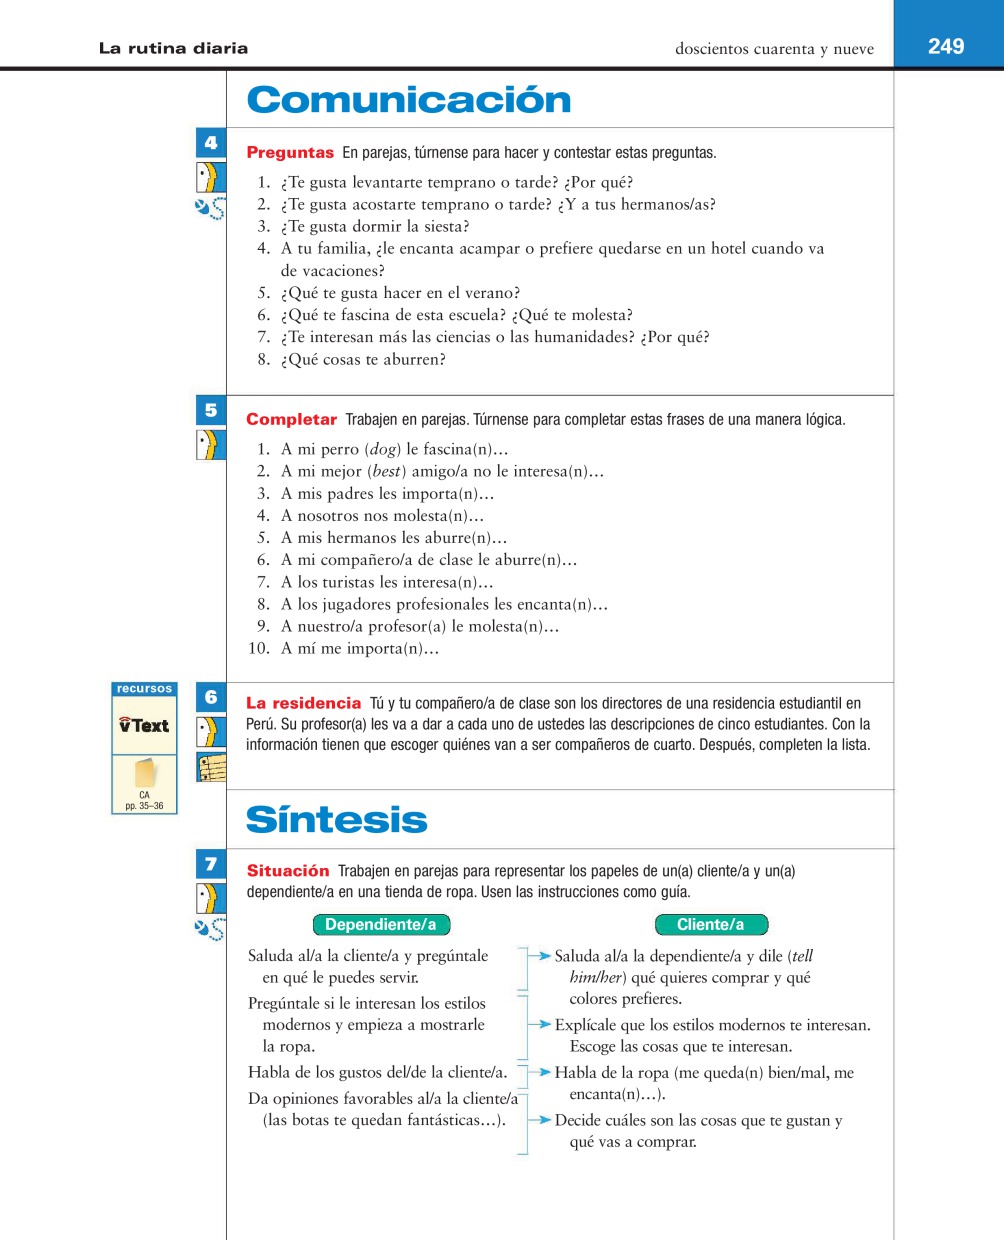 La rutina diaria
doscientos cuarenta y nueve
249
Comunicación
4
Preguntas En parejas, túrnense para hacer y contestar estas preguntas.
1. ¿Te gusta levantarte temprano o tarde? ¿Por qué?
2. ¿Te gusta acostarte temprano o tarde? ¿Y a tus hermanos/as?
3. ¿Te gusta dormir la siesta?
4. A tu familia, ¿le encanta acampar o prefiere quedarse en un hotel cuando va
de vacaciones?
5. ¿Qué te gusta hacer en el verano?
6. ¿Qué te fascina de esta escuela? ¿Qué te molesta?
7. ¿Te interesan más las ciencias o las humanidades? ¿Por qué?
8. ¿Qué cosas te aburren?
5
Completar Trabajen en parejas. Túrnense para completar estas frases de una manera lógica.
1. A mi perro (dog) le fascina(n)…
2. A mi mejor (best) amigo/a no le interesa(n)…
3. A mis padres les importa(n)…
4. A nosotros nos molesta(n)…
5. A mis hermanos les aburre(n)…
6. A mi compañero/a de clase le aburre(n)…
7. A los turistas les interesa(n)…
8. A los jugadores profesionales les encanta(n)…
9. A nuestro/a profesor(a) le molesta(n)…
10. A mí me importa(n)…
recursos
vText
CA
pp. 35–36
6
La residencia Tú y tu compañero/a de clase son los directores de una residencia estudiantil en
Perú. Su profesor(a) les va a dar a cada uno de ustedes las descripciones de cinco estudiantes. Con la
información tienen que escoger quiénes van a ser compañeros de cuarto. Después, completen la lista.
Síntesis
7
Situación Trabajen en parejas para representar los papeles de un(a) cliente/a y un(a)
dependiente/a en una tienda de ropa. Usen las instrucciones como guía.
Dependiente/a
Saluda al/a la cliente/a y pregúntale
en qué le puedes servir.
Pregúntale si le interesan los estilos
modernos y empieza a mostrarle
la ropa.
Habla de los gustos del/de la cliente/a.
Da opiniones favorables al/a la cliente/a
(las botas te quedan fantásticas…).
Cliente/a
Saluda al/a la dependiente/a y dile (tell
him/her) qué quieres comprar y qué
colores prefieres.
Explícale que los estilos modernos te interesan.
Escoge las cosas que te interesan.
Habla de la ropa (me queda(n) bien/mal, me
encanta(n)…).
Decide cuáles son las cosas que te gustan y
qué vas a comprar.